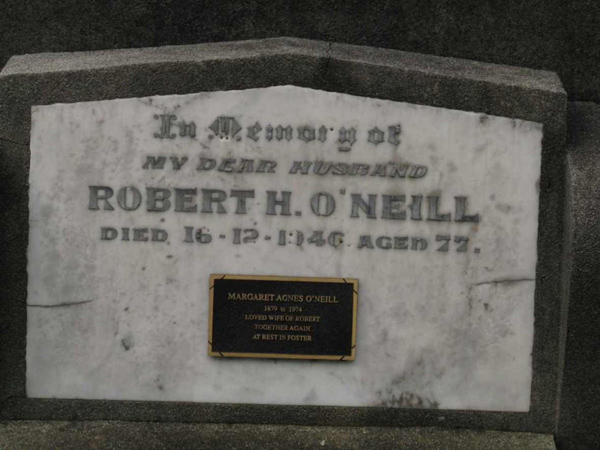 In Memory of
MY DEAR HUSBAND
ROBERT H. O'NEILL
DIED 16-12-1946 AGED 77.
MARGARET AGNES O'NEILL
1879 to 1974
LOVED WIFE OF ROBERT
TOGETHER AGAIN
AT REST IN FOSTER